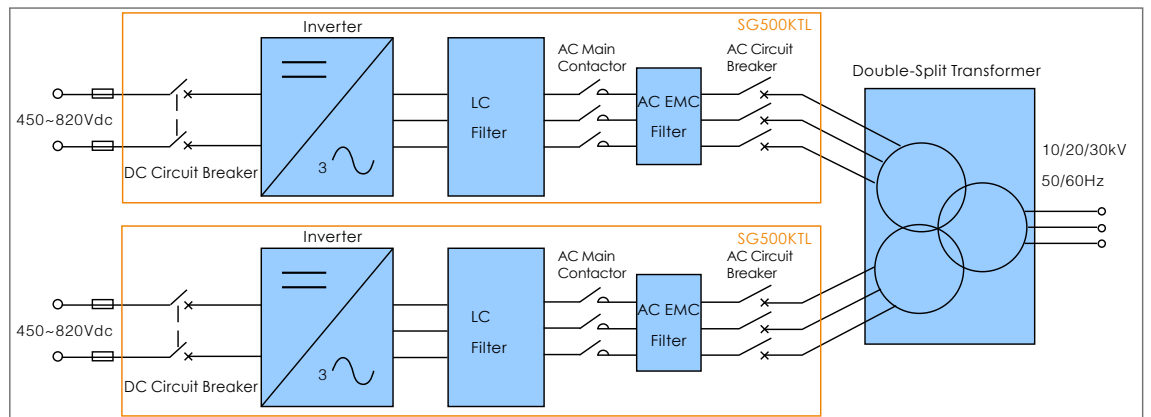 Inverter
SG500KTL
AC Main
Contactor
AC Circuit
Breaker
450~820Vdc
DC Circuit Breaker
3
LC
Filter
AC EMC
Filter
Double-Split Transformer
10/20/30kV
50/60Hz
Inverter
SG500KTL
AC Main
Contactor
AC Circuit
Breaker
450~820Vdc
DC Circuit Breaker
3
LC
Filter
AC EMC
Filter